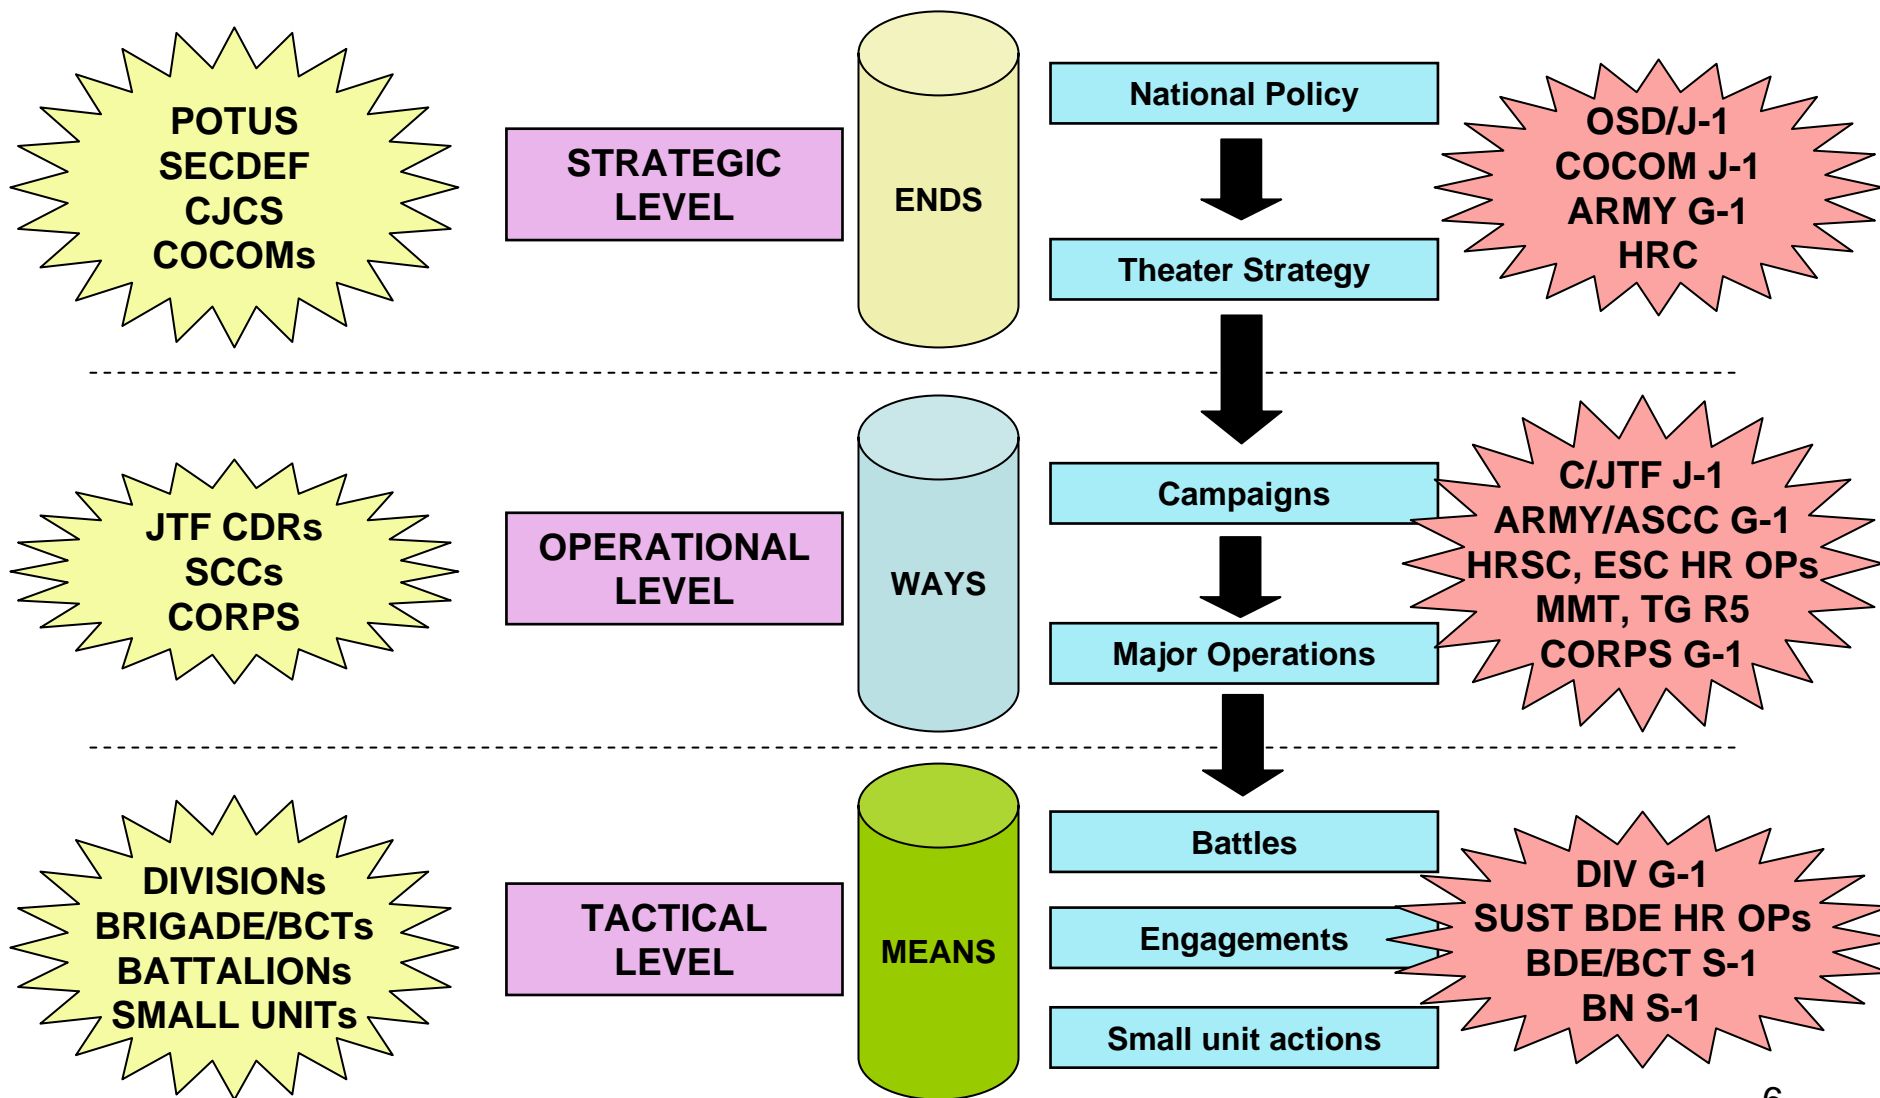 POTUS
SECDEF
CJCS
COCOMs
STRATEGIC
LEVEL
ENDS
National Policy
Theater Strategy
OSD/J-1
COCOM J-1
ARMY G-1
HRC
JTF CDRs
SCCs
CORPS
OPERATIONAL
LEVEL
WAYS
Campaigns
Major Operations
C/JTF J-1
ARMY/ASCC G-1
HRSC, ESC HR OPs
MMT, TG R5
CORPS G-1
DIVISIONs
BRIGADE/BCTs
BATTALIONs
SMALL UNITs
TACTICAL
LEVEL
MEANS
Battles
Engagements
Small unit actions
DIV G-1
SUST BDE HR OPs
BDE/BCT S-1
BN S-1
6